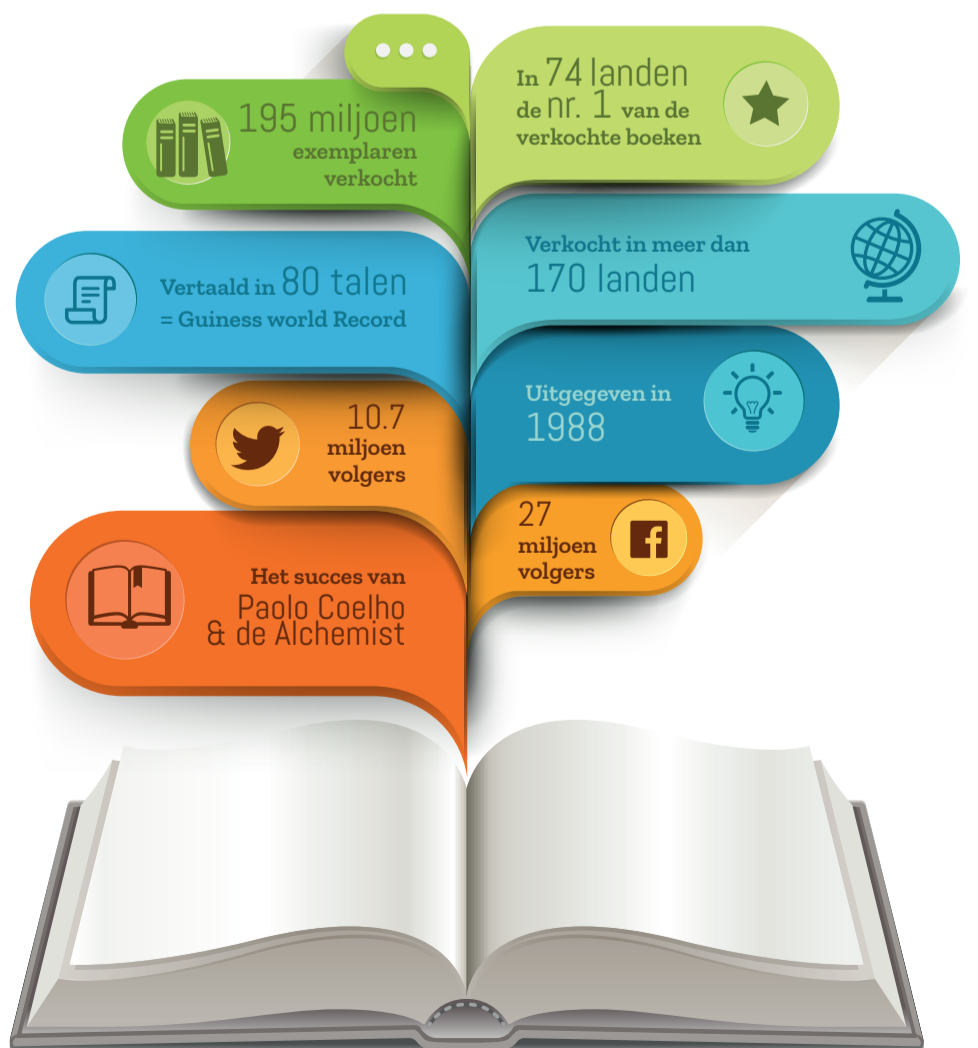 195 miljoen
exemplaren
verkocht
In 74 landen
de nr. 1 van de
verkochte boeken
Vertaald in 80 talen
= Guiness world Record
Verkocht in meer dan
170 landen
10.7
miljoen
volgers
Uitgegeven in
1988
27
miljoen
volgers
Het succes van
Paolo Coelho
& de Alchemist